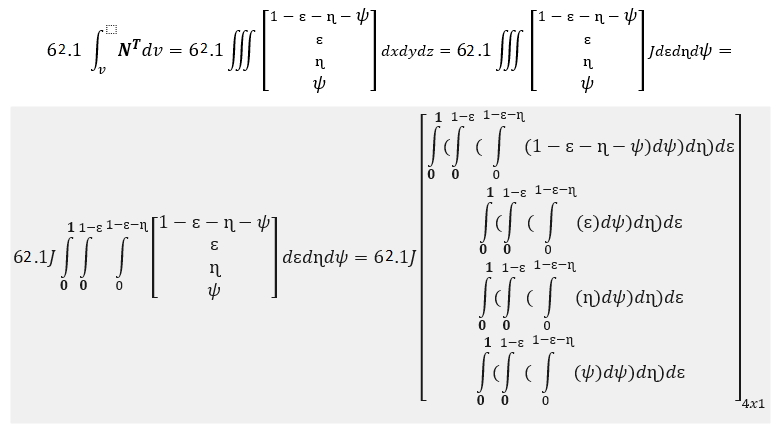 62.1 ∫_v^⬚ 𝑵ᵀ dv = 62.1 ∭ [1 − ε − η − ψ; ε; η; ψ] dxdydz = 62.1 ∭ [1 − ε − η − ψ; ε; η; ψ] Jdεdηdψ =
62.1J ∫_0^1 ∫_0^{1−ε} ∫_0^{1−ε−η} [1 − ε − η − ψ; ε; η; ψ] dεdηdψ = 62.1J [∫_0^1 (∫_0^{1−ε} (∫_0^{1−ε−η} (1 − ε − η − ψ)dψ)dη)dε; ∫_0^1 (∫_0^{1−ε} (∫_0^{1−ε−η} (ε)dψ)dη)dε; ∫_0^1 (∫_0^{1−ε} (∫_0^{1−ε−η} (η)dψ)dη)dε; ∫_0^1 (∫_0^{1−ε} (∫_0^{1−ε−η} (ψ)dψ)dη)dε]_{4x1}